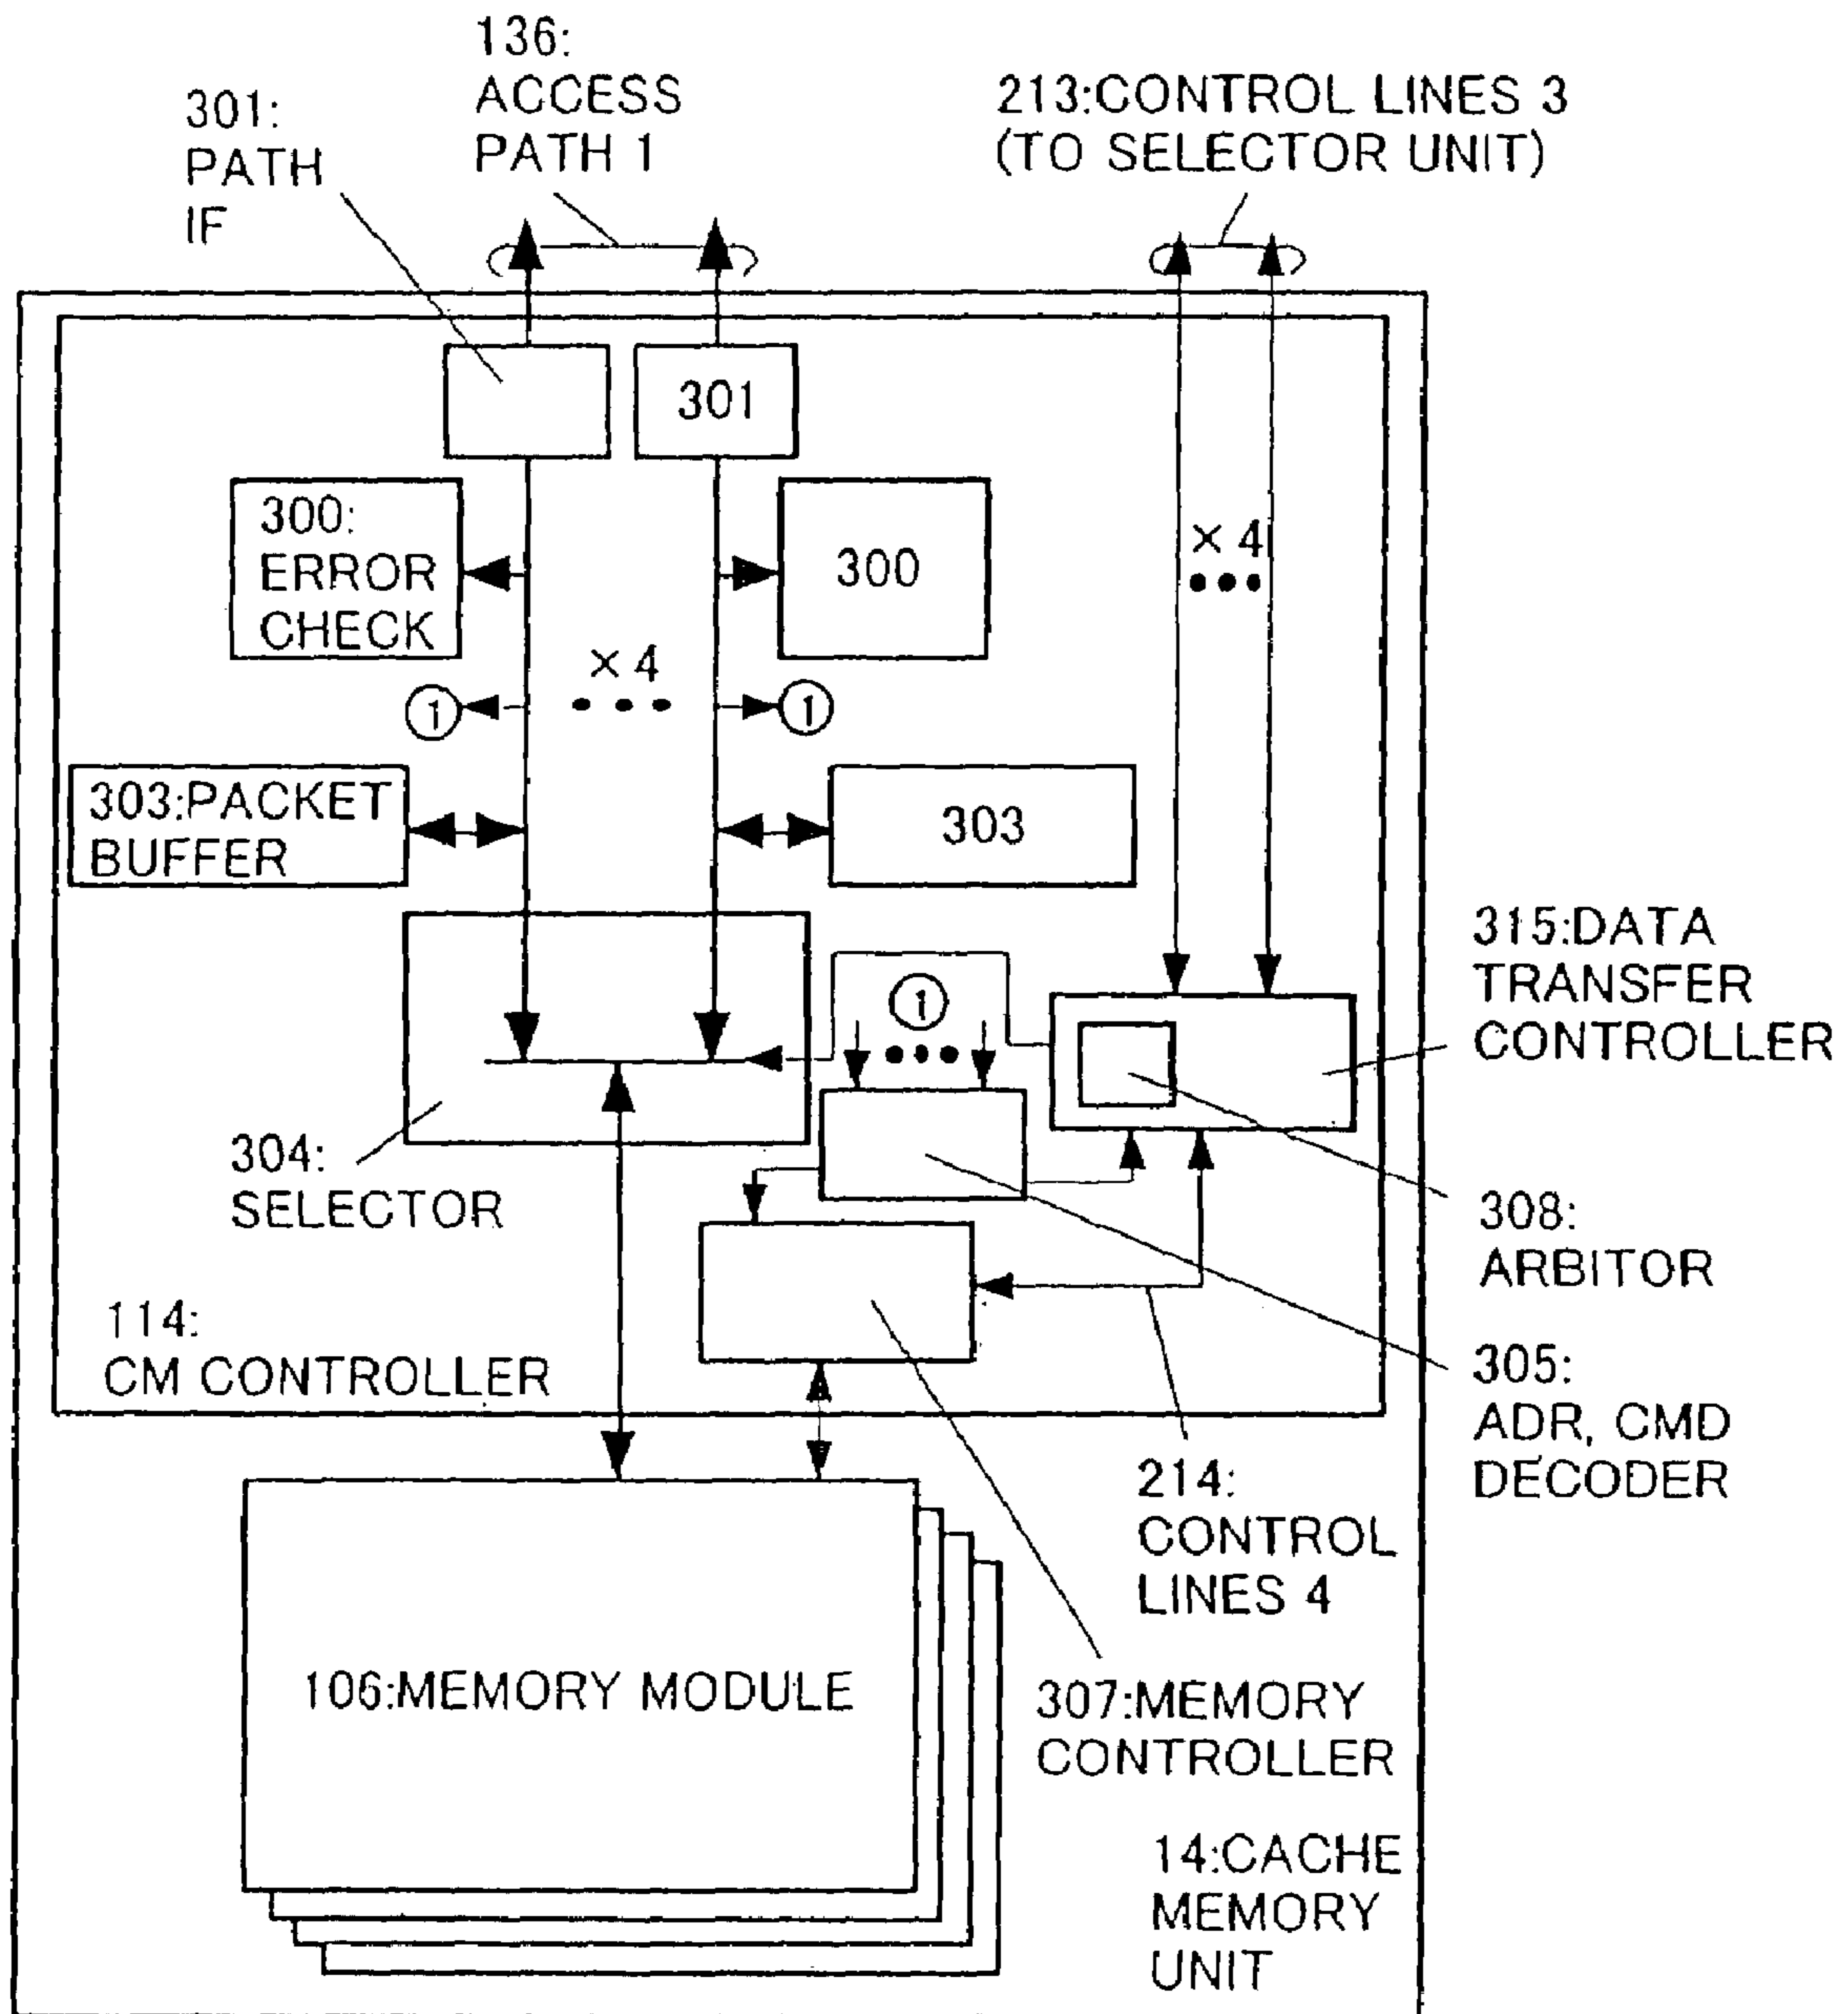 136:
ACCESS
PATH 1
301:
PATH
IF
213:CONTROL LINES 3
(TO SELECTOR UNIT)
301
300:
ERROR
CHECK
300
×4
×4
①
①
303:PACKET
BUFFER
303
①
315:DATA
TRANSFER
CONTROLLER
304:
SELECTOR
308:
ARBITOR
114:
CM CONTROLLER
305:
ADR, CMD
DECODER
214:
CONTROL
LINES 4
106:MEMORY MODULE
307:MEMORY
CONTROLLER
14:CACHE
MEMORY
UNIT